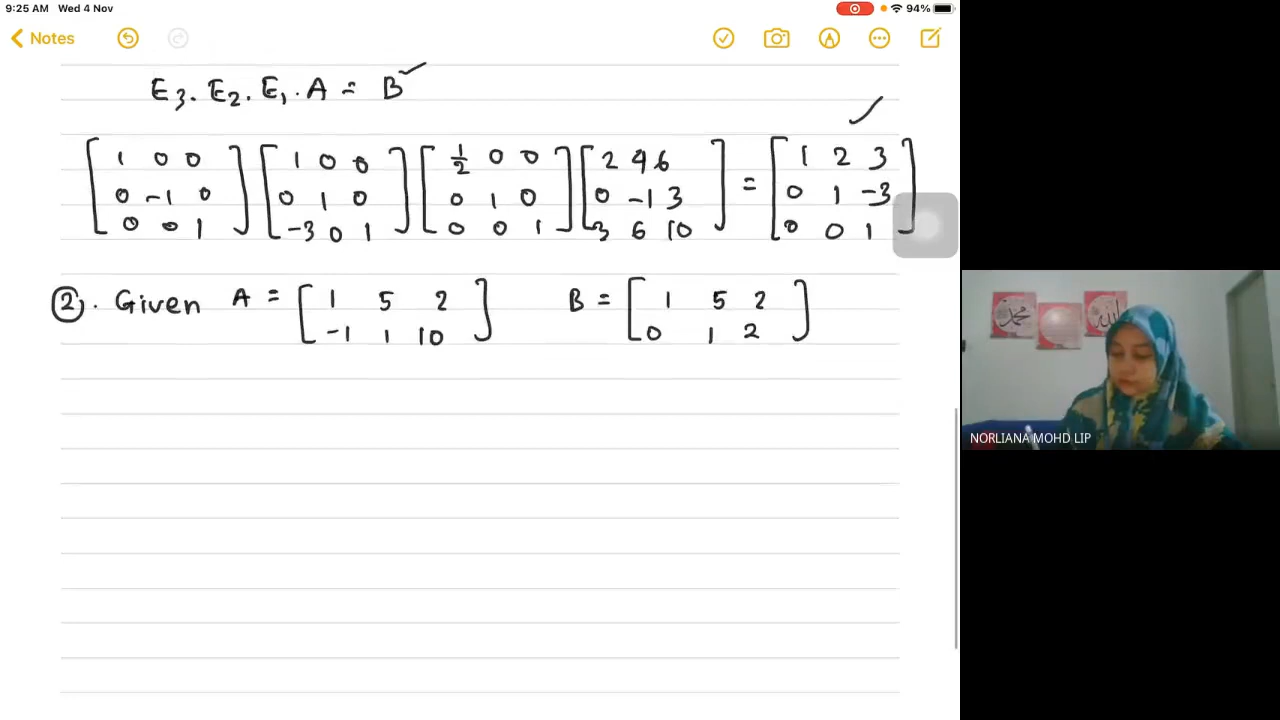 9:25 AM Wed 4 Nov 94%
Notes
E3. E2. E1. A = B ✓
[1 0 0] [1 0 0] [1/2 0 0] [2 4 6] = [1 2 3] ✓
[0 -1 0] [0 1 0] [0 1 0] [0 -1 3] [0 1 -3]
[0 0 1] [-3 0 1] [0 0 1] [3 6 10] [0 0 1]
②. Given A = [1 5 2] B = [1 5 2]
[-1 1 10] [0 1 2]
محمد
الله
NORLIANA MOHD LIP